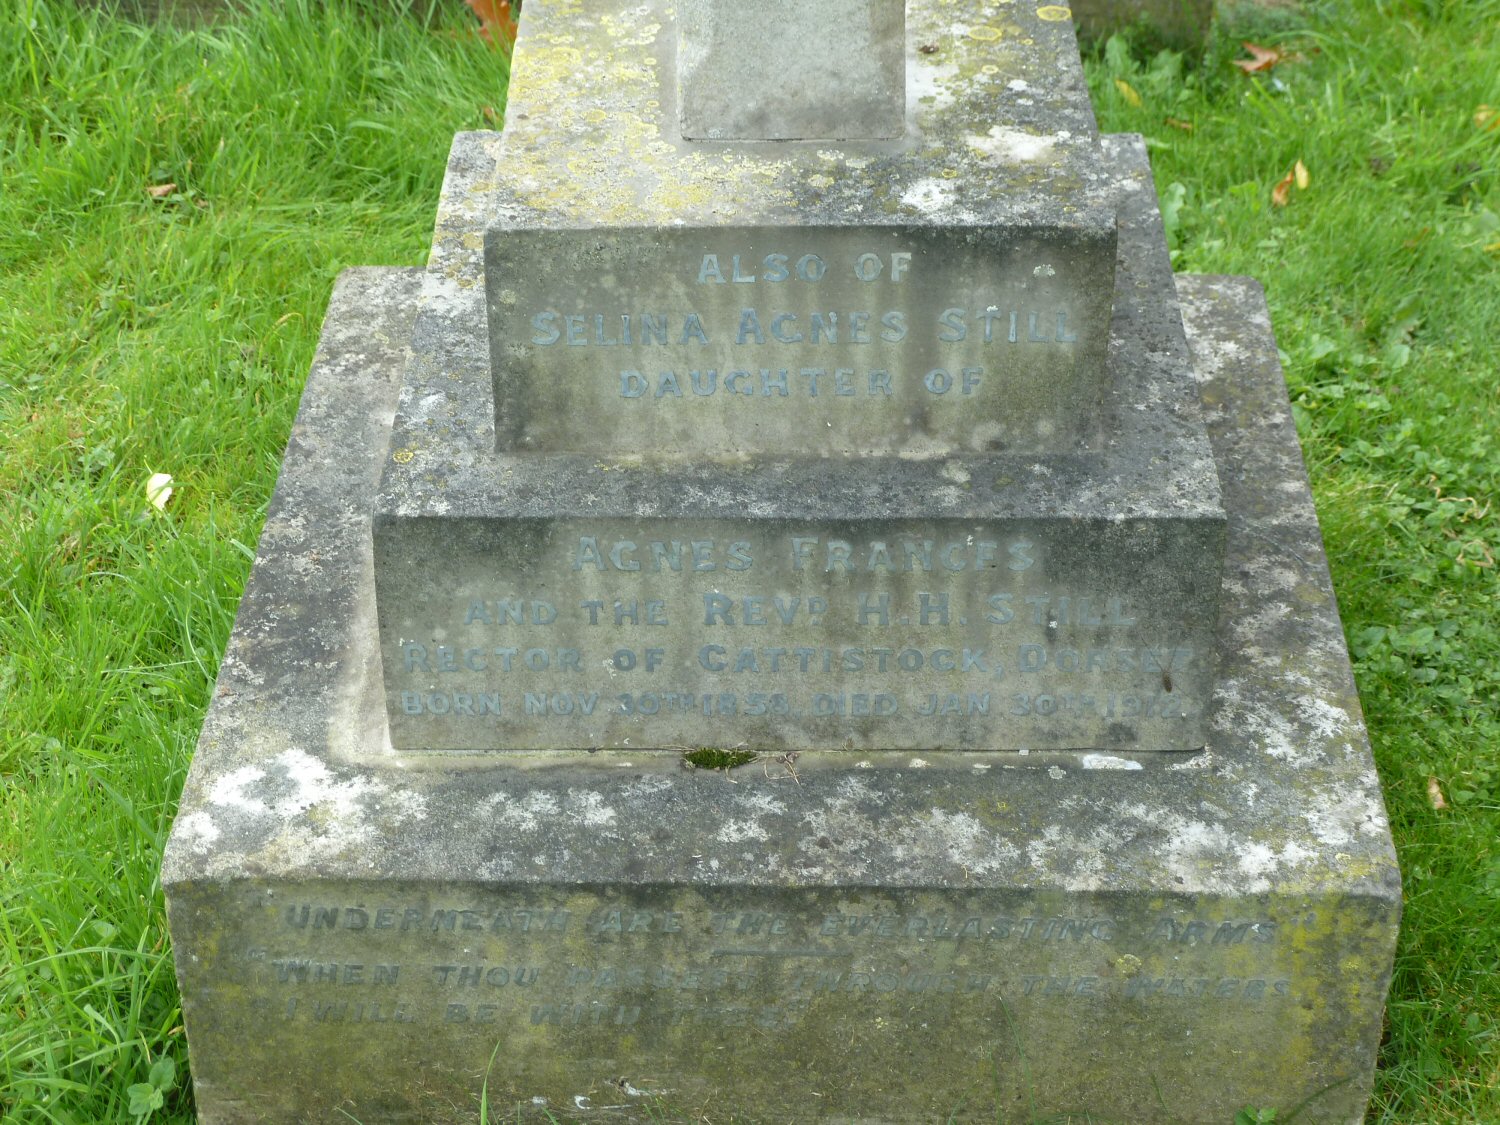 ALSO OF
SELINA AGNES STILL
DAUGHTER OF
AGNES FRANCES
AND THE REVD. H.H. STILL
RECTOR OF CATTISTOCK, DORSET.
BORN NOV 30TH 1858, DIED JAN 30TH, 1912.
"UNDERNEATH ARE THE EVERLASTING ARMS"
"WHEN THOU PASSEST THROUGH THE WATERS
I WILL BE WITH THEE."